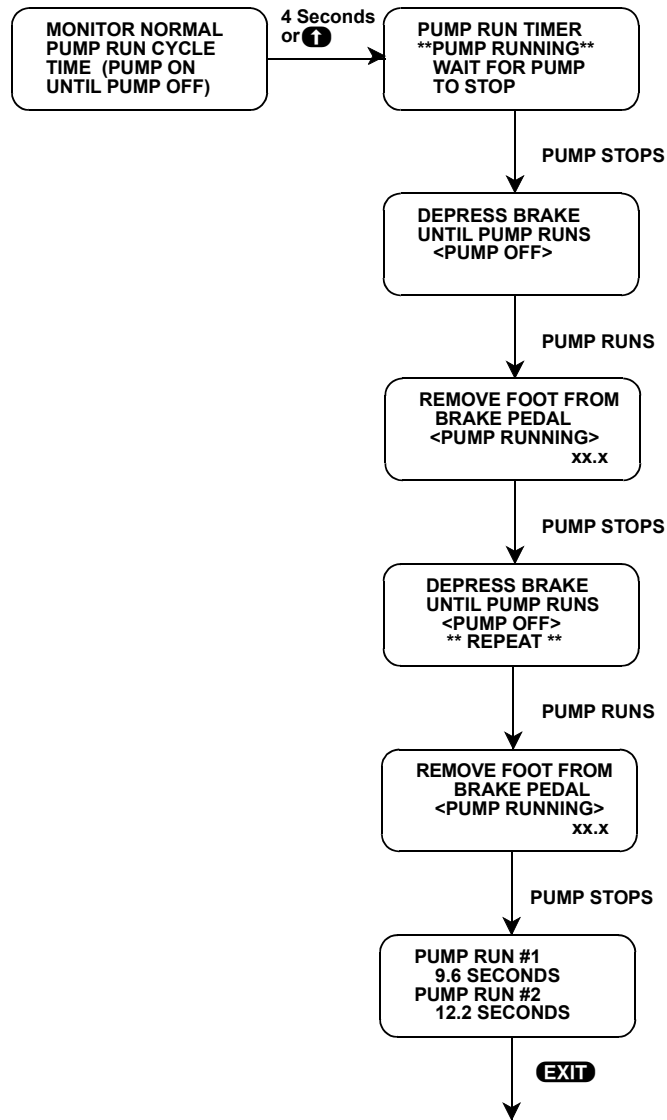 MONITOR NORMAL
PUMP RUN CYCLE
TIME (PUMP ON
UNTIL PUMP OFF)
4 Seconds
or
PUMP RUN TIMER
**PUMP RUNNING**
WAIT FOR PUMP
TO STOP
PUMP STOPS
DEPRESS BRAKE
UNTIL PUMP RUNS
<PUMP OFF>
PUMP RUNS
REMOVE FOOT FROM
BRAKE PEDAL
<PUMP RUNNING>
xx.x
PUMP STOPS
DEPRESS BRAKE
UNTIL PUMP RUNS
<PUMP OFF>
** REPEAT **
PUMP RUNS
REMOVE FOOT FROM
BRAKE PEDAL
<PUMP RUNNING>
xx.x
PUMP STOPS
PUMP RUN #1
9.6 SECONDS
PUMP RUN #2
12.2 SECONDS
EXIT